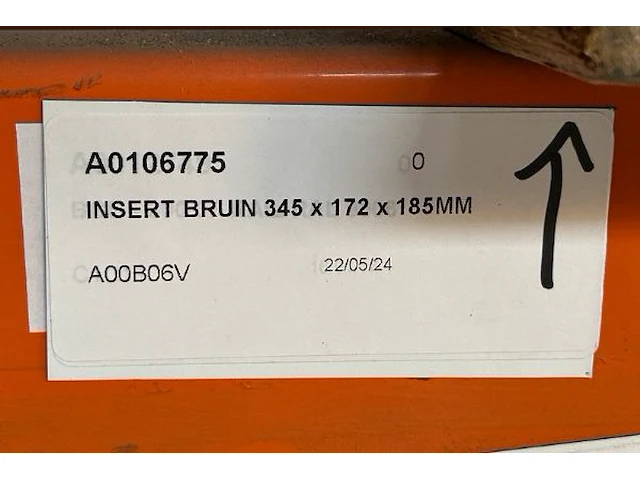 A0106775 0
INSERT BRUIN 345 x 172 x 185MM
A00B06V 22/05/24